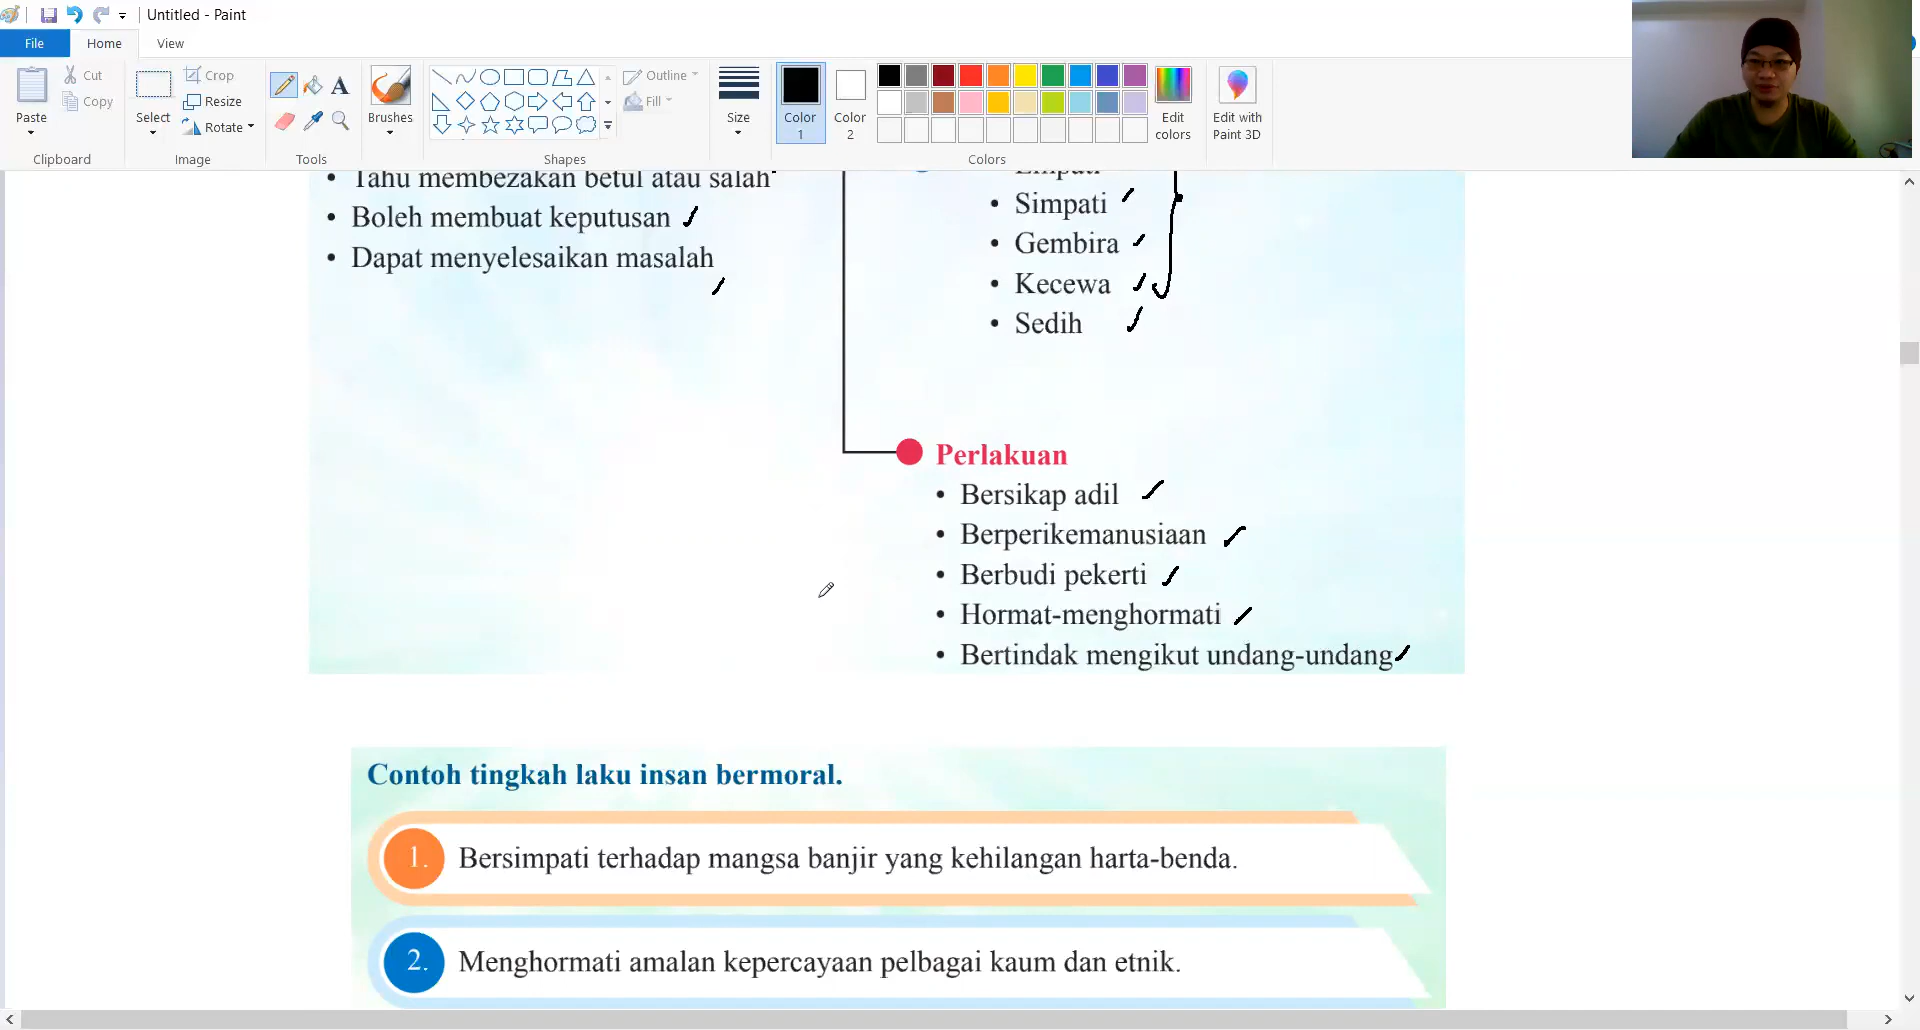 Untitled - Paint
File
Home
View
Paste
Cut
Copy
Clipboard
Select
Crop
Resize
Rotate
Image
A
Tools
Brushes
Outline
Fill
Shapes
Size
Color 1
Color 2
Edit colors
Colors
Edit with Paint 3D
• Tahu membezakan betul atau salah
• Boleh membuat keputusan
• Dapat menyelesaikan masalah
Empati
• Simpati
• Gembira
• Kecewa
• Sedih
Perlakuan
• Bersikap adil
• Berperikemanusiaan
• Berbudi pekerti
• Hormat-menghormati
• Bertindak mengikut undang-undang
Contoh tingkah laku insan bermoral.
1. Bersimpati terhadap mangsa banjir yang kehilangan harta-benda.
2. Menghormati amalan kepercayaan pelbagai kaum dan etnik.